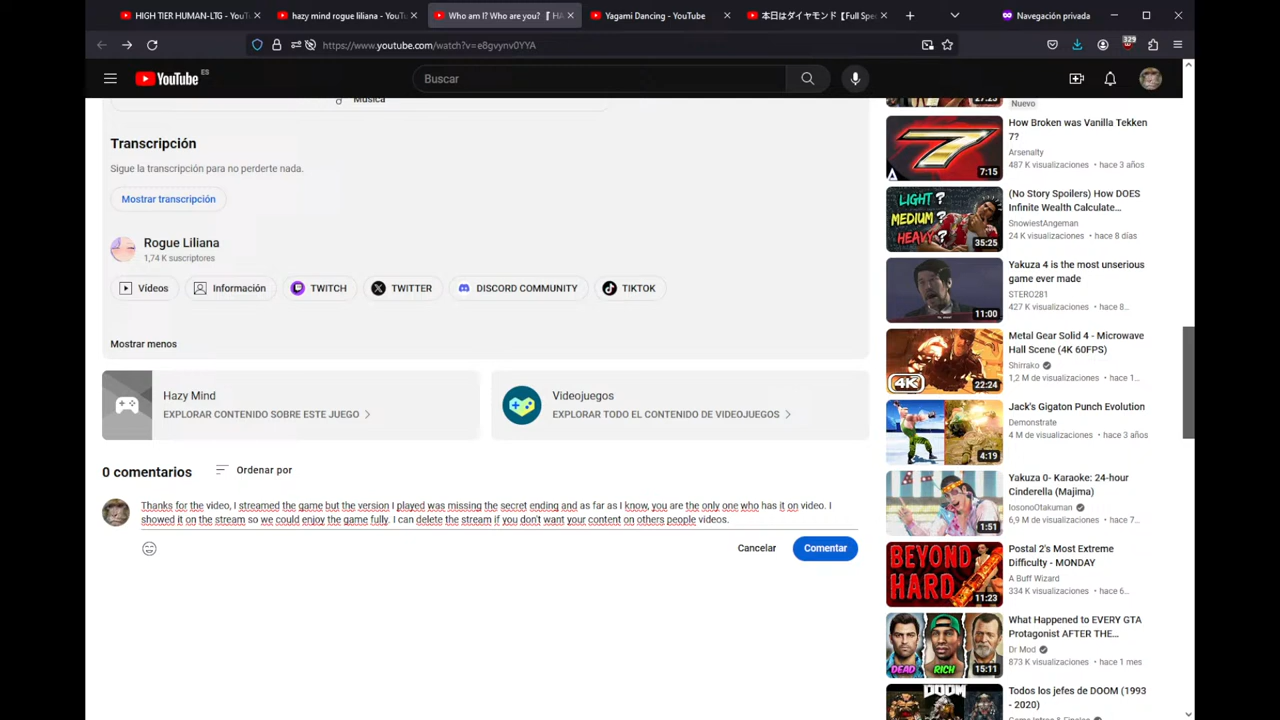 HIGH TIER HUMAN-LTG - YouTu
hazy mind rogue liliana - YouTu
Who am I? Who are you? 『 HA
Yagami Dancing - YouTube
本日はダイヤモンド【Full Spe
Navegación privada
https://www.youtube.com/watch?v=e8gvynv0YYA
329
YouTube ES
Buscar
Música
Transcripción
Sigue la transcripción para no perderte nada.
Mostrar transcripción
Rogue Liliana
1,74 K suscriptores
Vídeos
Información
TWITCH
TWITTER
DISCORD COMMUNITY
TIKTOK
Mostrar menos
Hazy Mind
EXPLORAR CONTENIDO SOBRE ESTE JUEGO
Videojuegos
EXPLORAR TODO EL CONTENIDO DE VIDEOJUEGOS
0 comentarios
Ordenar por
Thanks for the video, I streamed the game but the version I played was missing the secret ending and as far as I know, you are the only one who has it on video. I
showed it on the stream so we could enjoy the game fully. I can delete the stream if you don't want your content on others people videos.
Cancelar
Comentar
27:23
Nuevo
7
7:15
How Broken was Vanilla Tekken
7?
Arsenalty
487 K visualizaciones • hace 3 años
LIGHT ?
MEDIUM ?
HEAVY ?
35:25
(No Story Spoilers) How DOES
Infinite Wealth Calculate...
SnowiestAngeman
24 K visualizaciones • hace 8 días
11:00
Yakuza 4 is the most unserious
game ever made
STERO281
427 K visualizaciones • hace 8...
4K
22:24
Metal Gear Solid 4 - Microwave
Hall Scene (4K 60FPS)
Shirrako
1,2 M de visualizaciones • hace 1...
4:19
Jack's Gigaton Punch Evolution
Demonstrate
4 M de visualizaciones • hace 3 años
1:51
Yakuza 0- Karaoke: 24-hour
Cinderella (Majima)
IosonoOtakuman
6,9 M de visualizaciones • hace 7...
BEYOND
HARD
11:23
Postal 2's Most Extreme
Difficulty - MONDAY
A Buff Wizard
334 K visualizaciones • hace 6...
DEAD
RICH
15:11
What Happened to EVERY GTA
Protagonist AFTER THE...
Dr Mod
873 K visualizaciones • hace 1 mes
DOOM
Todos los jefes de DOOM (1993
- 2020)